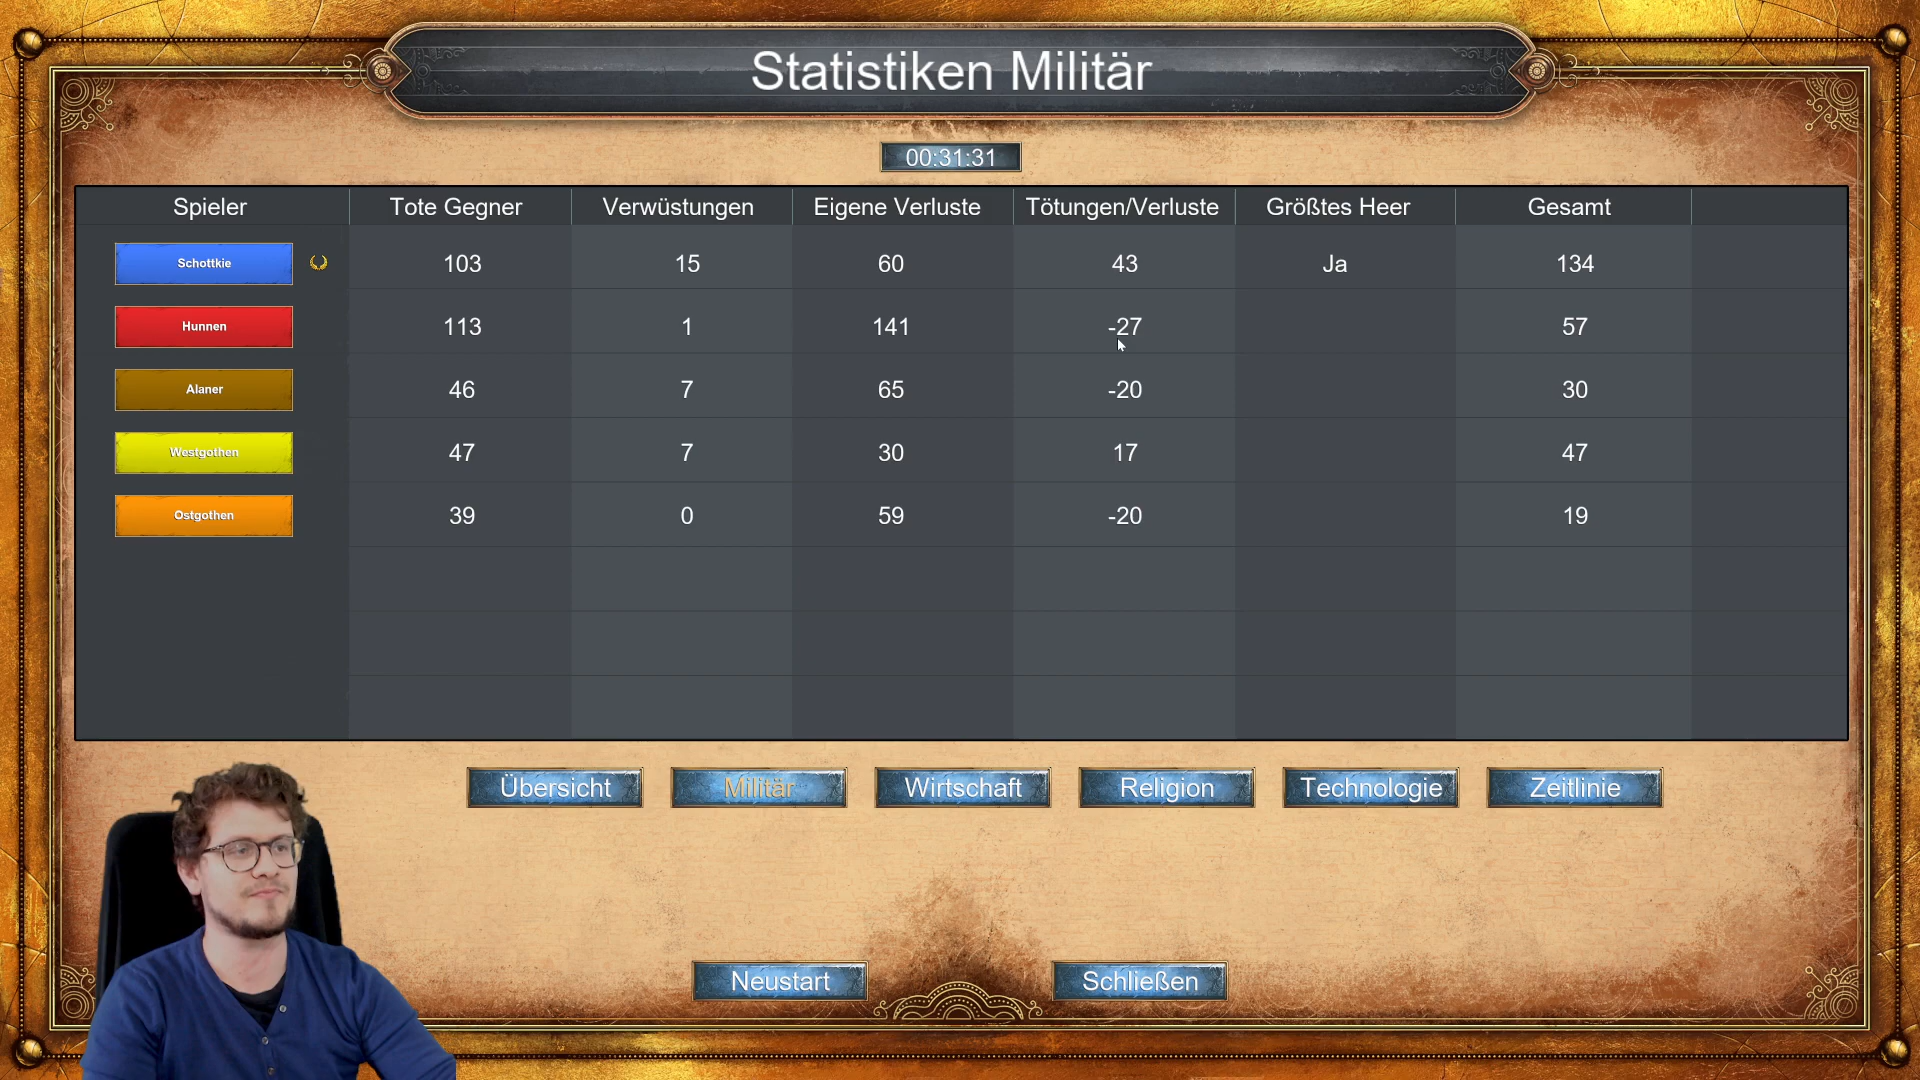 Statistiken Militär
00:31:31
Spieler Tote Gegner Verwüstungen Eigene Verluste Tötungen/Verluste Größtes Heer Gesamt
Schottkie 103 15 60 43 Ja 134
Hunnen 113 1 141 -27 57
Alaner 46 7 65 -20 30
Westgothen 47 7 30 17 47
Ostgothen 39 0 59 -20 19
Übersicht Militär Wirtschaft Religion Technologie Zeitlinie
Neustart Schließen